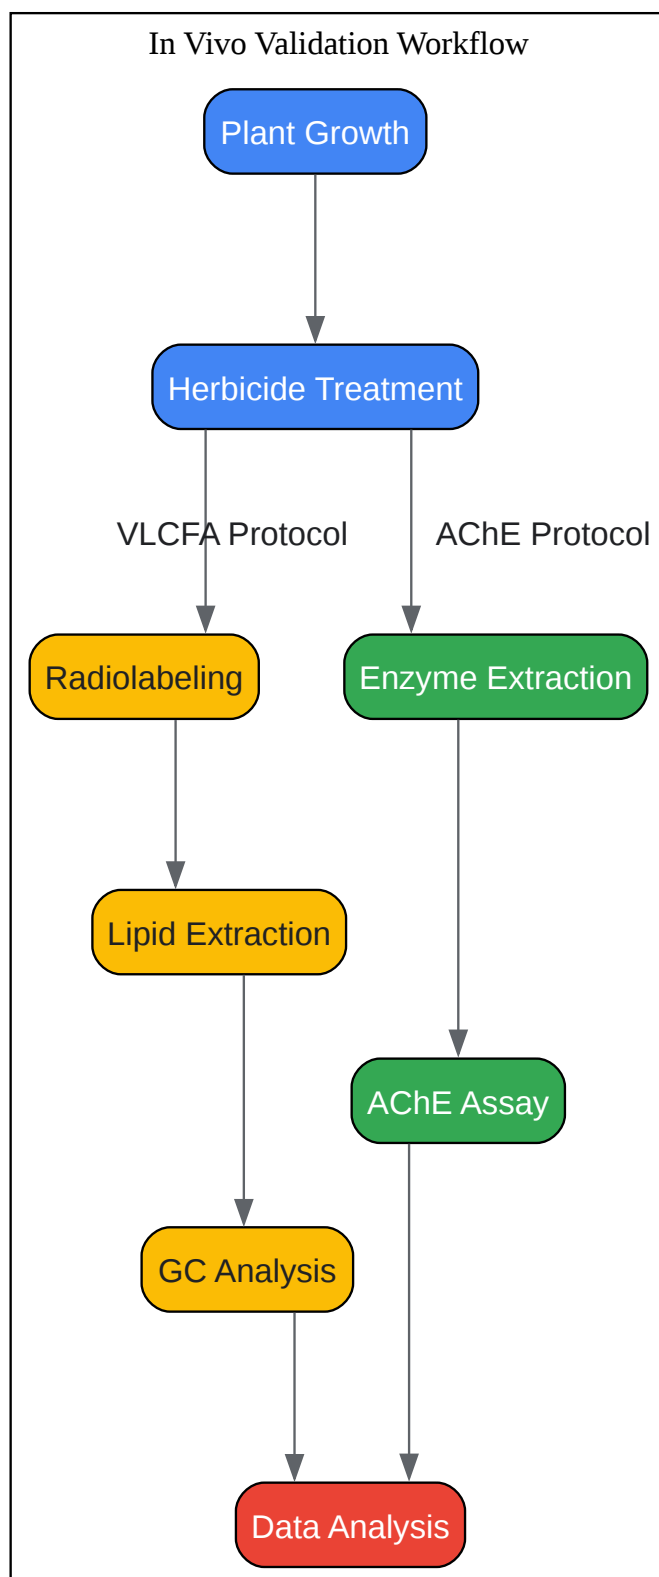 In Vivo Validation Workflow
Plant Growth
Herbicide Treatment
VLCFA Protocol
AChE Protocol
Radiolabeling
Enzyme Extraction
Lipid Extraction
AChE Assay
GC Analysis
Data Analysis